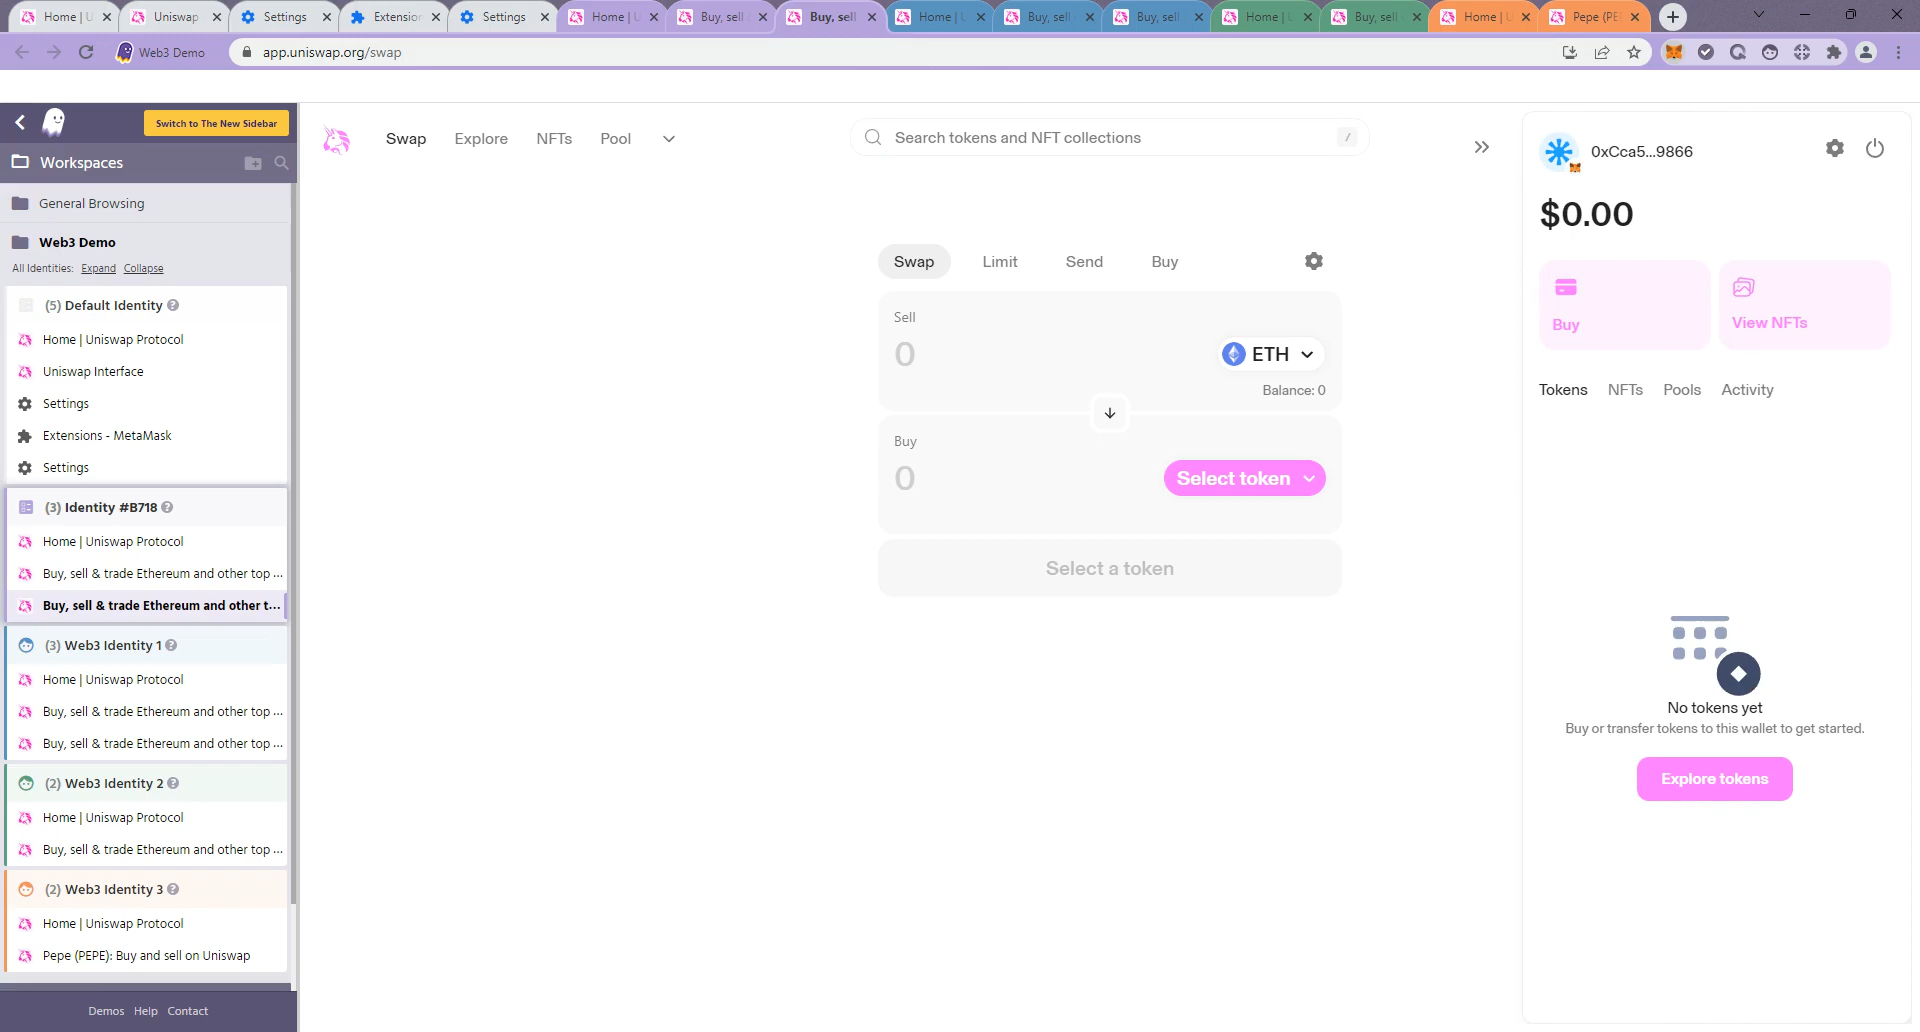 Home | U
Uniswap
Settings
Extension
Settings
Home | U
Buy, sell
Buy, sell
Home | U
Buy, sell
Buy, sell
Home | U
Buy, sell
Home | U
Pepe (PE
Web3 Demo
app.uniswap.org/swap
Switch to The New Sidebar
Workspaces
General Browsing
Web3 Demo
All Identities: Expand Collapse
(5) Default Identity ?
Home | Uniswap Protocol
Uniswap Interface
Settings
Extensions - MetaMask
Settings
(3) Identity #B718 ?
Home | Uniswap Protocol
Buy, sell & trade Ethereum and other top ...
Buy, sell & trade Ethereum and other t...
(3) Web3 Identity 1 ?
Home | Uniswap Protocol
Buy, sell & trade Ethereum and other top ...
Buy, sell & trade Ethereum and other top ...
(2) Web3 Identity 2 ?
Home | Uniswap Protocol
Buy, sell & trade Ethereum and other top ...
(2) Web3 Identity 3 ?
Home | Uniswap Protocol
Pepe (PEPE): Buy and sell on Uniswap
Demos Help Contact
Swap Explore NFTs Pool
Search tokens and NFT collections /
Swap Limit Send Buy
Sell
0 ETH
Balance: 0
Buy
0 Select token
Select a token
0xCca5...9866
$0.00
Buy
View NFTs
Tokens NFTs Pools Activity
No tokens yet
Buy or transfer tokens to this wallet to get started.
Explore tokens